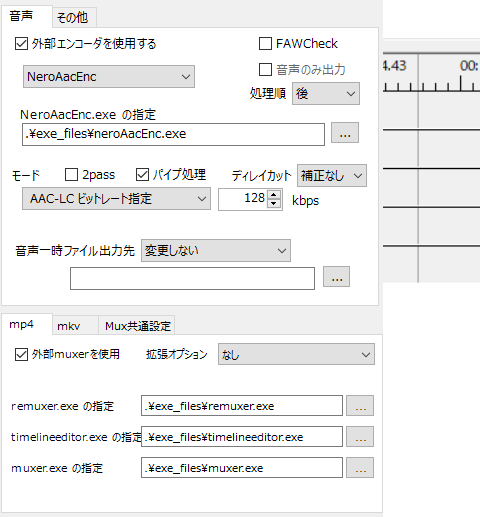 音声 その他
外部エンコーダを使用する FAWCheck
NeroAacEnc 音声のみ出力
処理順 後
NeroAacEnc.exe の指定
.¥exe_files¥neroAacEnc.exe ...
モード 2pass パイプ処理 ディレイカット 補正なし
AAC-LC ビットレート指定 128 kbps
音声一時ファイル出力先 変更しない
...
mp4 mkv Mux共通設定
外部muxerを使用 拡張オプション なし
remuxer.exe の指定 .¥exe_files¥remuxer.exe ...
timelineeditor.exe の指定 .¥exe_files¥timelineeditor.exe ...
muxer.exe の指定 .¥exe_files¥muxer.exe ...
4.43 00: